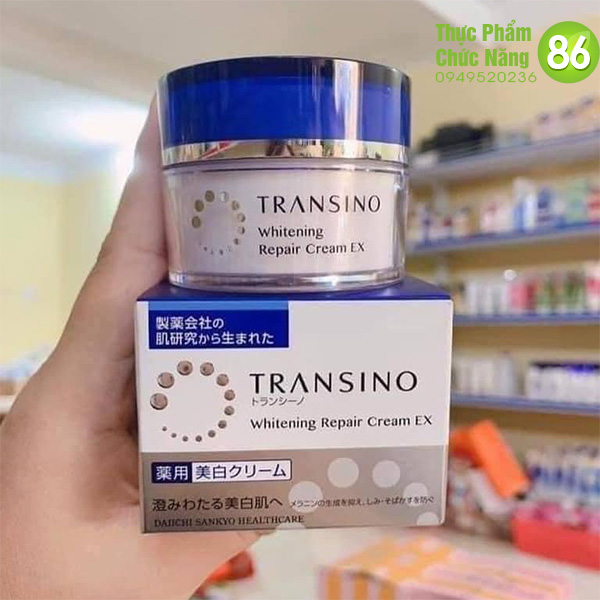 Thực Phẩm
Chức Năng
86
0949520236
TRANSINO
Whitening
Repair Cream EX
製薬会社の
肌研究から生まれた
TRANSINO
トランシーノ
Whitening Repair Cream EX
薬用 美白クリーム
澄みわたる美白肌へ メラニンの生成を抑え、しみ・そばかすを防ぐ
DAIICHI SANKYO HEALTHCARE